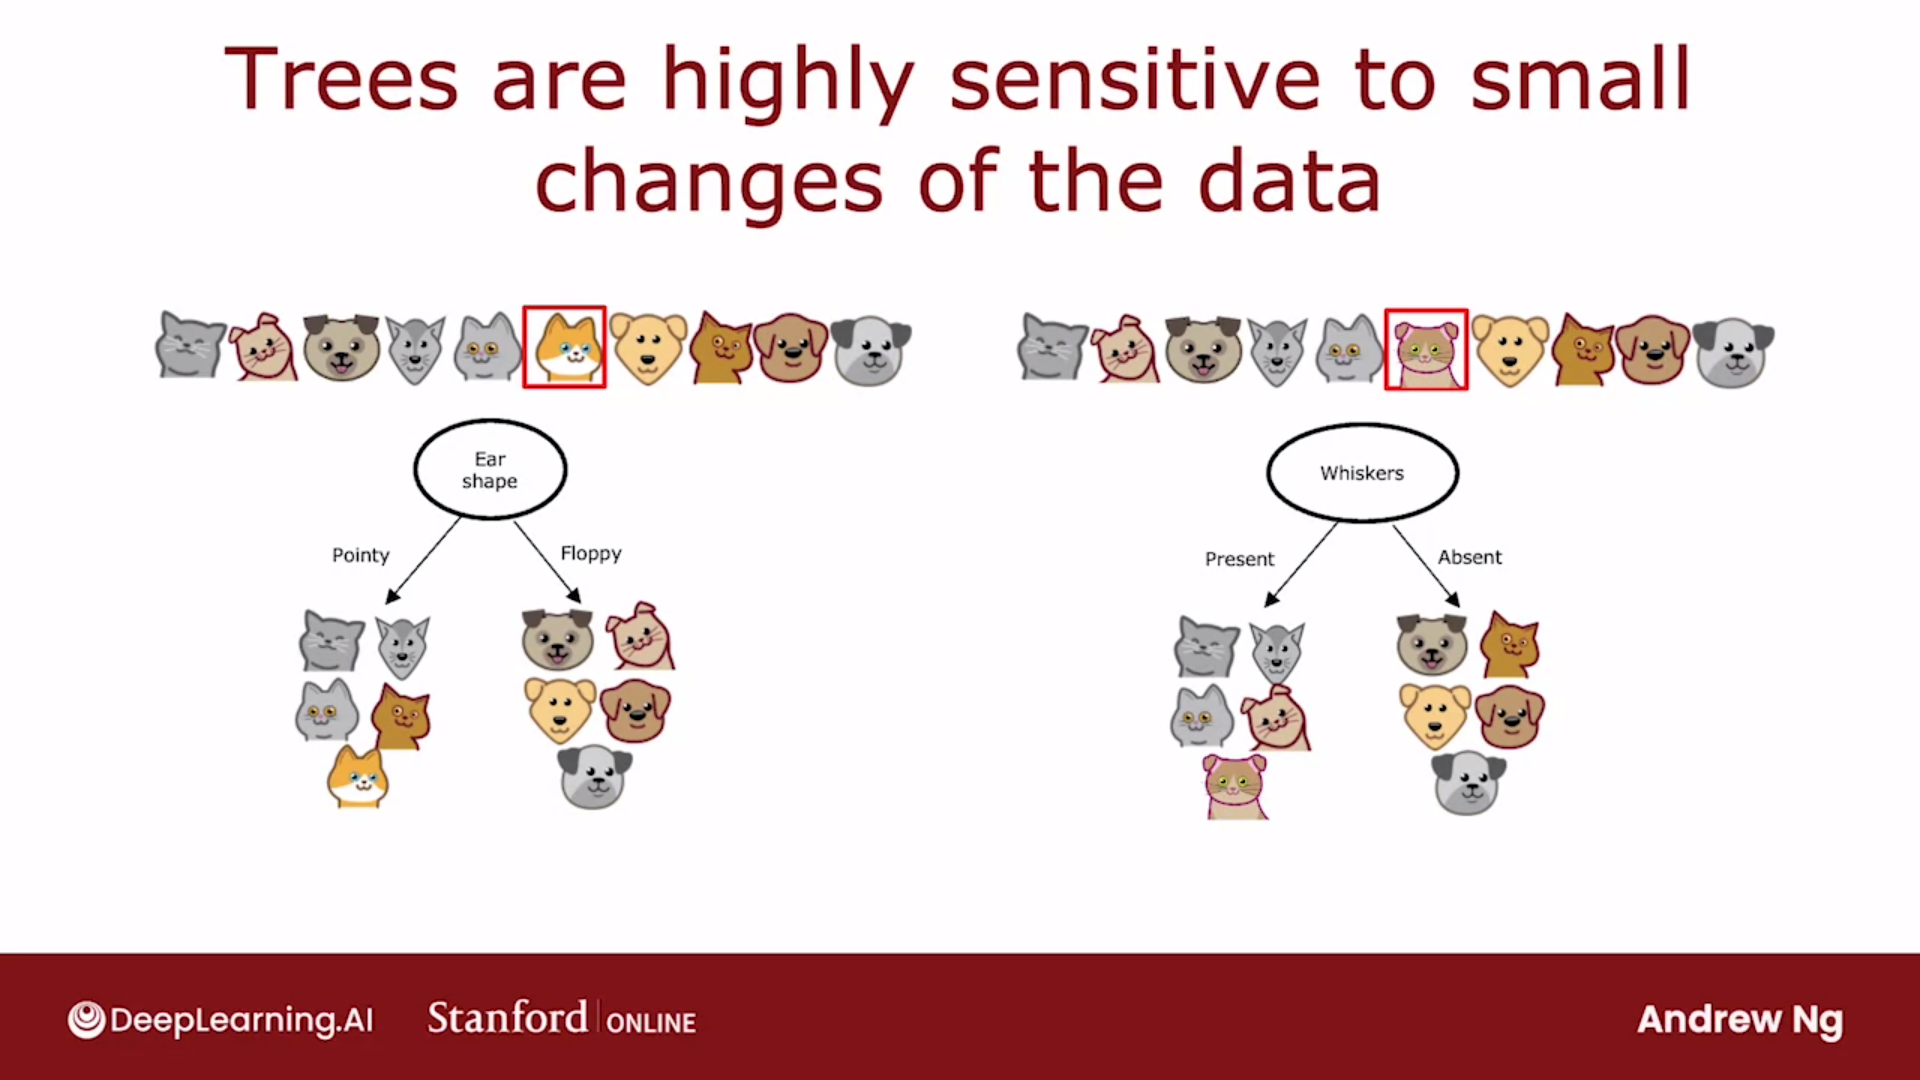 Trees are highly sensitive to small
changes of the data
Ear
shape
Pointy
Floppy
Whiskers
Present
Absent
DeepLearning.AI
Stanford ONLINE
Andrew Ng